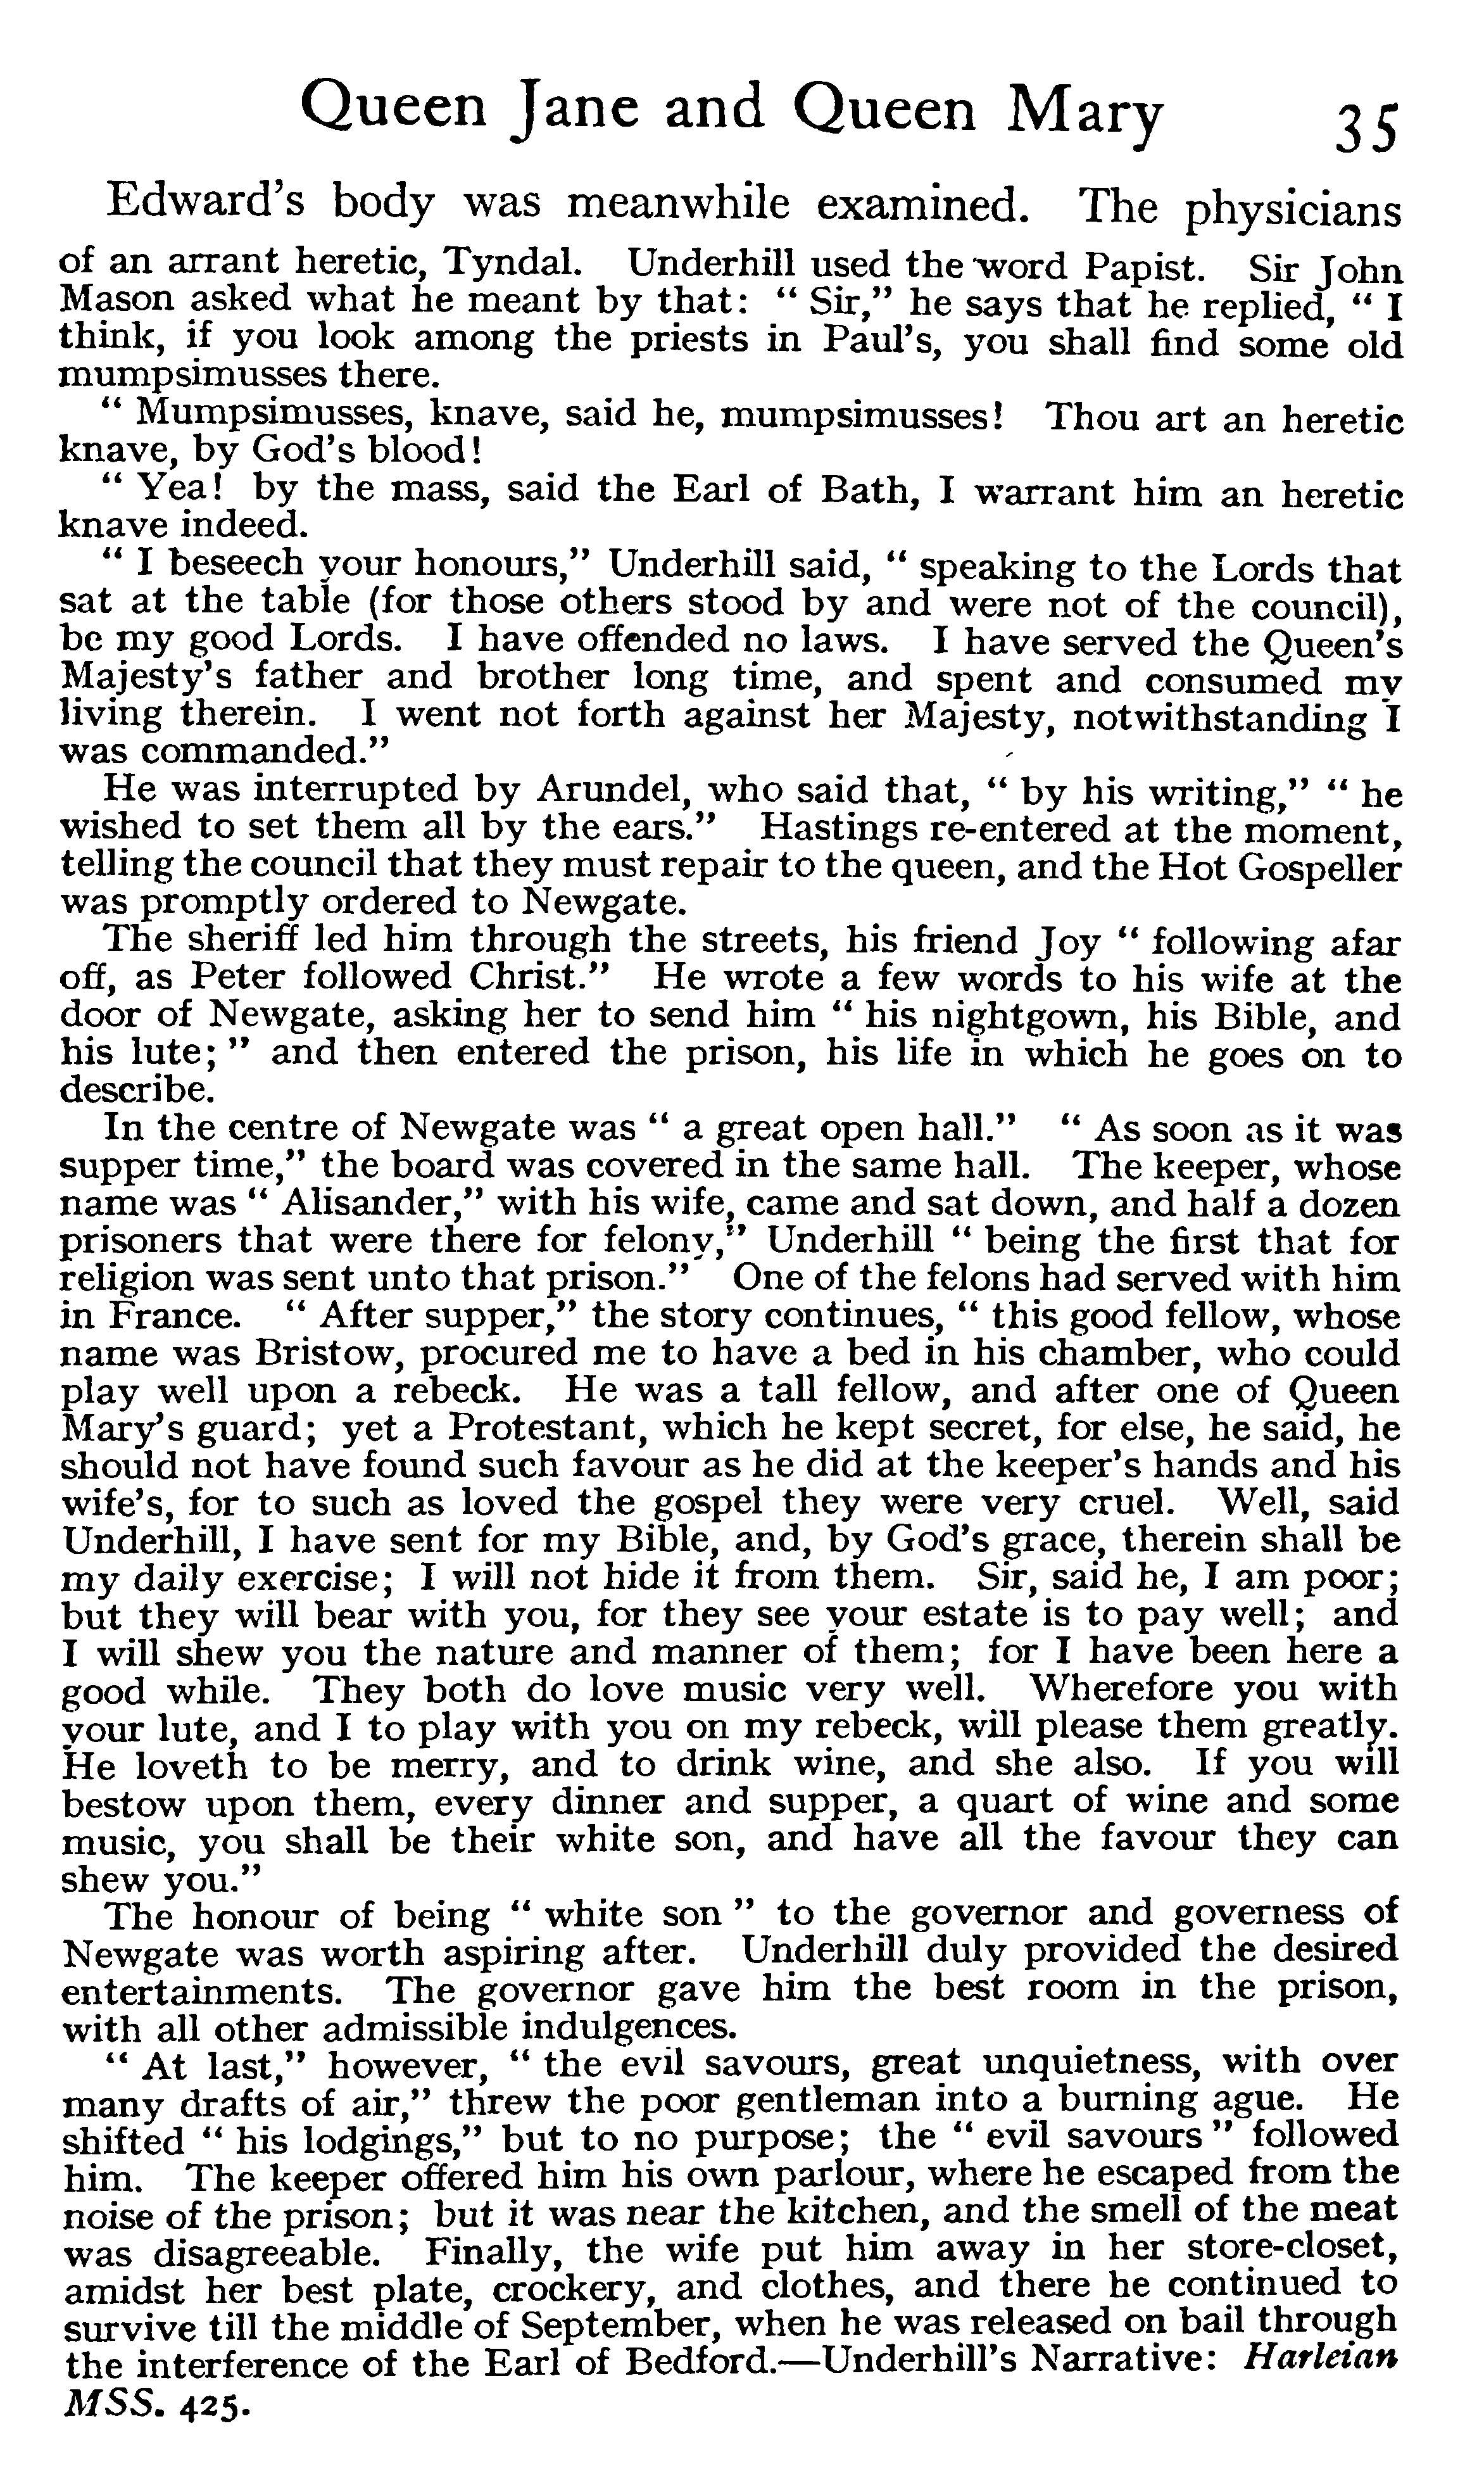 Queen Jane and Queen Mary 35
Edward's body was meanwhile examined. The physicians
of an arrant heretic, Tyndal. Underhill used the word Papist. Sir John
Mason asked what he meant by that: " Sir," he says that he replied, " I
think, if you look among the priests in Paul's, you shall find some old
mumpsimusses there.
" Mumpsimusses, knave, said he, mumpsimusses! Thou art an heretic
knave, by God's blood!
" Yea! by the mass, said the Earl of Bath, I warrant him an heretic
knave indeed.
" I beseech your honours," Underhill said, " speaking to the Lords that
sat at the table (for those others stood by and were not of the council),
be my good Lords. I have offended no laws. I have served the Queen's
Majesty's father and brother long time, and spent and consumed my
living therein. I went not forth against her Majesty, notwithstanding I
was commanded."
He was interrupted by Arundel, who said that, " by his writing," " he
wished to set them all by the ears." Hastings re-entered at the moment,
telling the council that they must repair to the queen, and the Hot Gospeller
was promptly ordered to Newgate.
The sheriff led him through the streets, his friend Joy " following afar
off, as Peter followed Christ." He wrote a few words to his wife at the
door of Newgate, asking her to send him " his nightgown, his Bible, and
his lute; " and then entered the prison, his life in which he goes on to
describe.
In the centre of Newgate was " a great open hall." " As soon as it was
supper time," the board was covered in the same hall. The keeper, whose
name was " Alisander," with his wife, came and sat down, and half a dozen
prisoners that were there for felony," Underhill " being the first that for
religion was sent unto that prison." One of the felons had served with him
in France. " After supper," the story continues, " this good fellow, whose
name was Bristow, procured me to have a bed in his chamber, who could
play well upon a rebeck. He was a tall fellow, and after one of Queen
Mary's guard; yet a Protestant, which he kept secret, for else, he said, he
should not have found such favour as he did at the keeper's hands and his
wife's, for to such as loved the gospel they were very cruel. Well, said
Underhill, I have sent for my Bible, and, by God's grace, therein shall be
my daily exercise; I will not hide it from them. Sir, said he, I am poor;
but they will bear with you, for they see your estate is to pay well; and
I will shew you the nature and manner of them; for I have been here a
good while. They both do love music very well. Wherefore you with
your lute, and I to play with you on my rebeck, will please them greatly.
He loveth to be merry, and to drink wine, and she also. If you will
bestow upon them, every dinner and supper, a quart of wine and some
music, you shall be their white son, and have all the favour they can
shew you."
The honour of being " white son " to the governor and governess of
Newgate was worth aspiring after. Underhill duly provided the desired
entertainments. The governor gave him the best room in the prison,
with all other admissible indulgences.
" At last," however, " the evil savours, great unquietness, with over
many drafts of air," threw the poor gentleman into a burning ague. He
shifted " his lodgings," but to no purpose; the " evil savours " followed
him. The keeper offered him his own parlour, where he escaped from the
noise of the prison; but it was near the kitchen, and the smell of the meat
was disagreeable. Finally, the wife put him away in her store-closet,
amidst her best plate, crockery, and clothes, and there he continued to
survive till the middle of September, when he was released on bail through
the interference of the Earl of Bedford.—Underhill's Narrative: Harleian
MSS. 425.